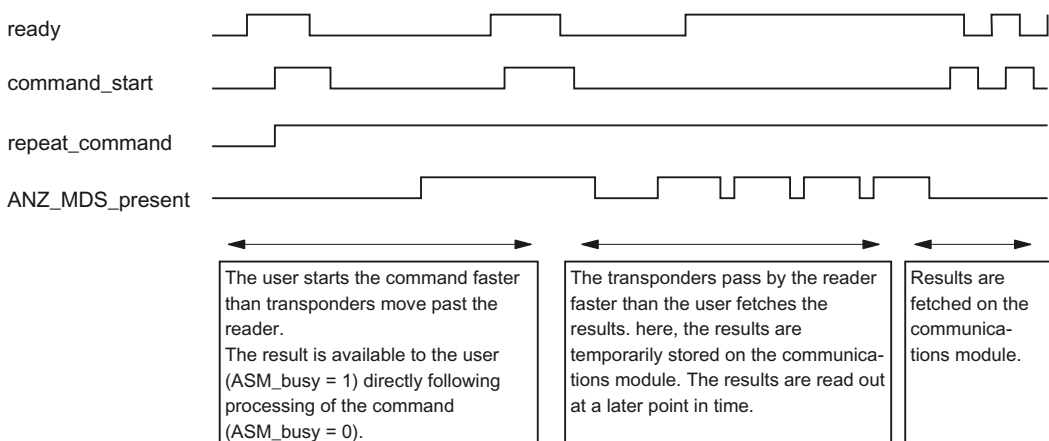 ready
command_start
repeat_command
ANZ_MDS_present
The user starts the command faster
than transponders move past the
reader.
The result is available to the user
(ASM_busy = 1) directly following
processing of the command
(ASM_busy = 0).
The transponders pass by the reader
faster than the user fetches the
results. here, the results are
temporarily stored on the communica-
tions module. The results are read out
at a later point in time.
Results are
fetched on the
communica-
tions module.